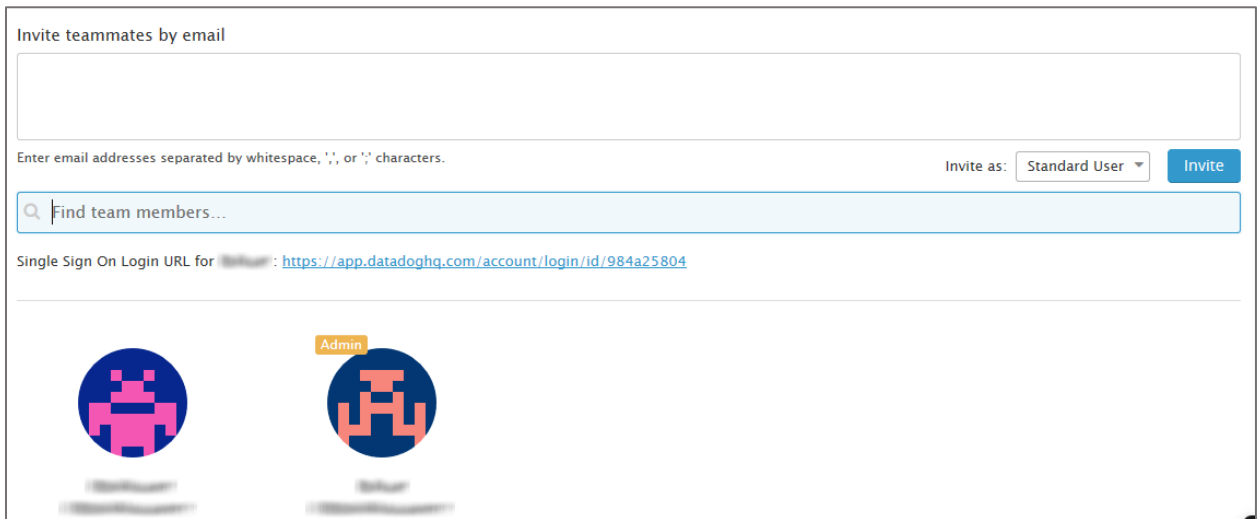 Invite teammates by email
Enter email addresses separated by whitespace, ',', or ';' characters.
Invite as: Standard User Invite
Find team members...
Single Sign On Login URL for : https://app.datadoghq.com/account/login/id/984a25804
Admin